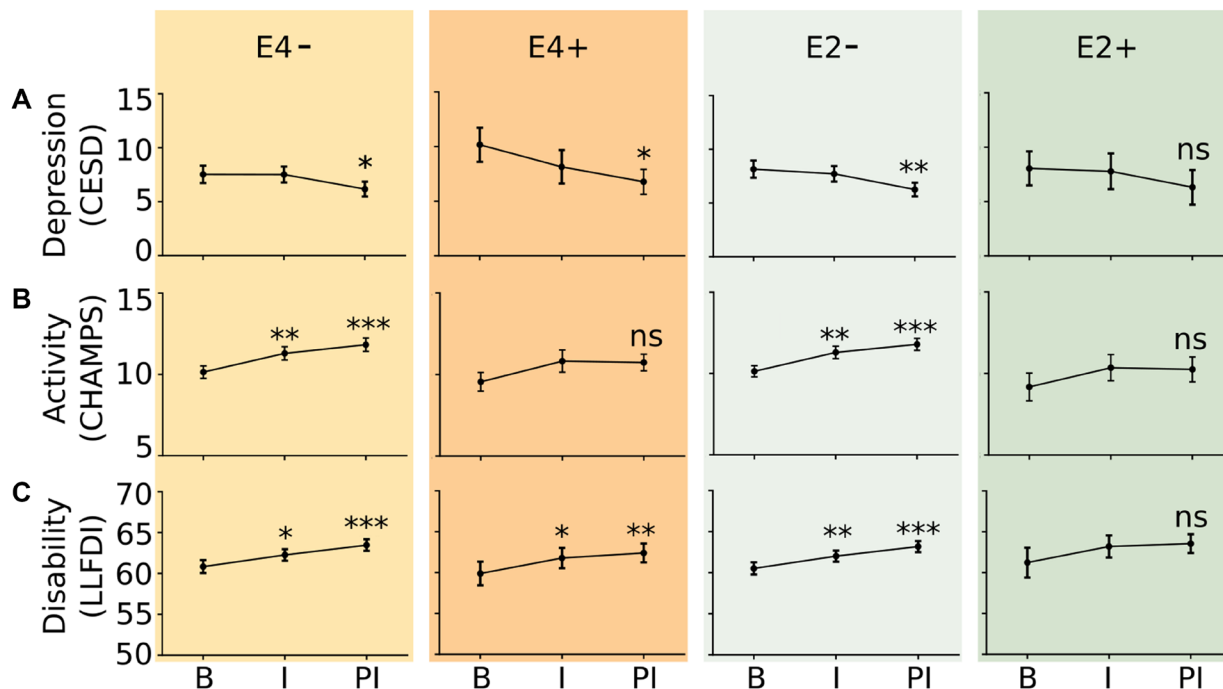 E4- E4+ E2- E2+
A
Depression
(CESD)
15
10
5
0
* * ** ns
B
Activity
(CHAMPS)
15
10
5
** *** ns ** *** ns
C
Disability
(LLFDI)
70
65
60
55
50
* *** * ** ** *** ns
B I PI B I PI B I PI B I PI